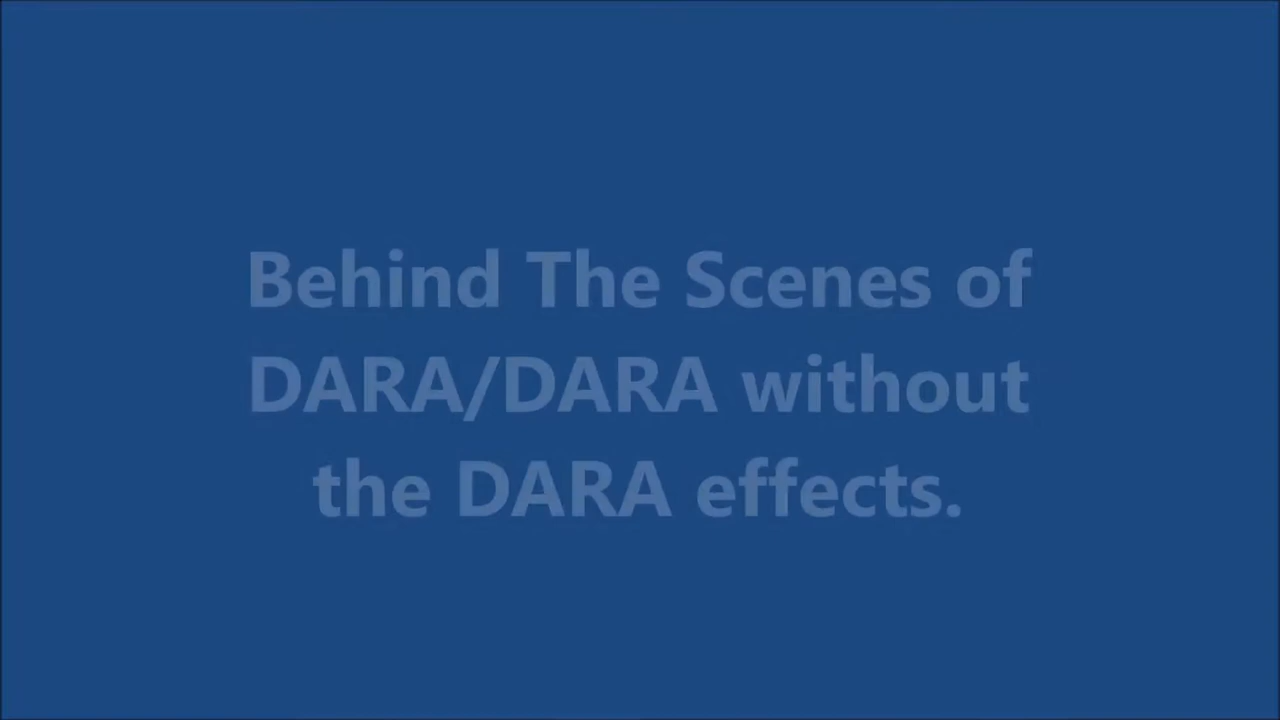 Behind The Scenes of
DARA/DARA without
the DARA effects.